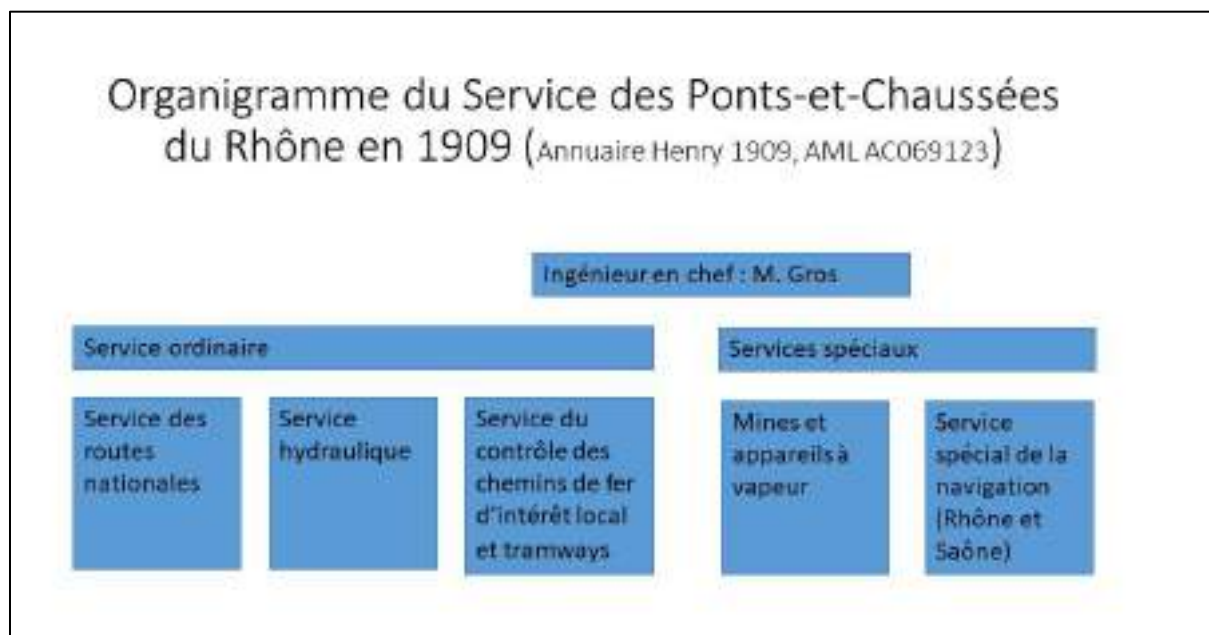 Organigramme du Service des Ponts-et-Chaussées
du Rhône en 1909 (Annuaire Henry 1909, AML AC069123)
Ingénieur en chef : M. Gros
Service ordinaire
Services spéciaux
Service des
routes
nationales
Service
hydraulique
Service du
contrôle des
chemins de fer
d'intérêt local
et tramways
Mines et
appareils à
vapeur
Service
spécial de la
navigation
(Rhône et
Saône)